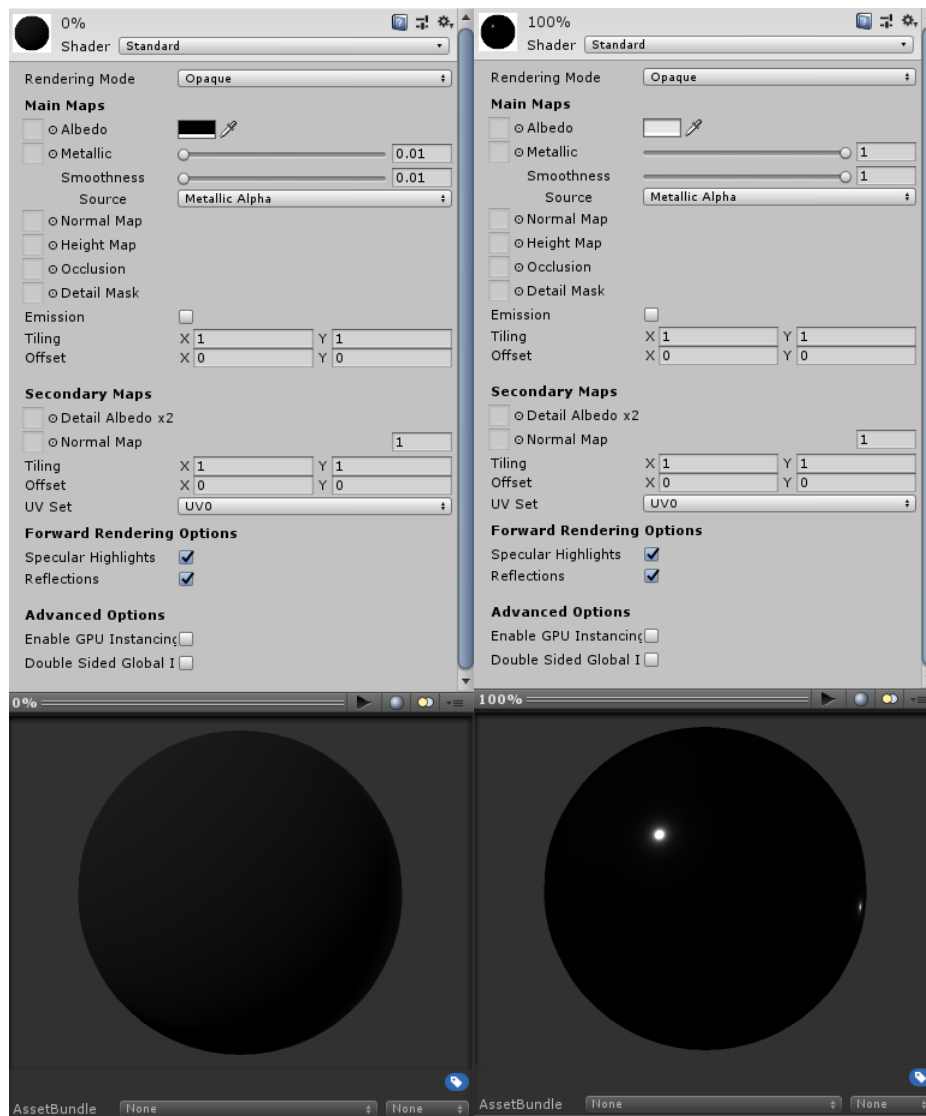 0%
Shader Standard
Rendering Mode Opaque
Main Maps
Albedo
Metallic 0.01
Smoothness 0.01
Source Metallic Alpha
Normal Map
Height Map
Occlusion
Detail Mask
Emission
Tiling X 1 Y 1
Offset X 0 Y 0
Secondary Maps
Detail Albedo x2
Normal Map 1
Tiling X 1 Y 1
Offset X 0 Y 0
UV Set UV0
Forward Rendering Options
Specular Highlights
Reflections
Advanced Options
Enable GPU Instancing
Double Sided Global I
0%
AssetBundle None None
100%
Shader Standard
Rendering Mode Opaque
Main Maps
Albedo
Metallic 1
Smoothness 1
Source Metallic Alpha
Normal Map
Height Map
Occlusion
Detail Mask
Emission
Tiling X 1 Y 1
Offset X 0 Y 0
Secondary Maps
Detail Albedo x2
Normal Map 1
Tiling X 1 Y 1
Offset X 0 Y 0
UV Set UV0
Forward Rendering Options
Specular Highlights
Reflections
Advanced Options
Enable GPU Instancing
Double Sided Global I
100%
AssetBundle None None